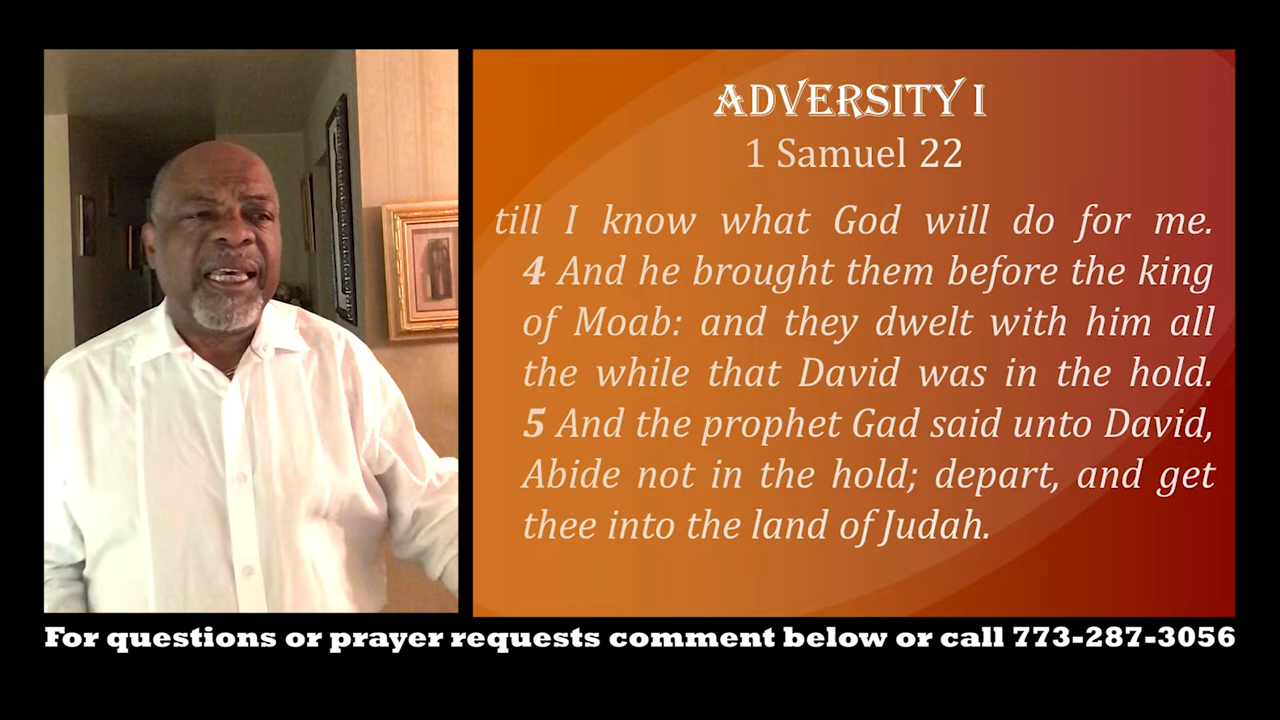 ADVERSITY I
1 Samuel 22
till I know what God will do for me.
4 And he brought them before the king
of Moab: and they dwelt with him all
the while that David was in the hold.
5 And the prophet Gad said unto David,
Abide not in the hold; depart, and get
thee into the land of Judah.
For questions or prayer requests comment below or call 773-287-3056